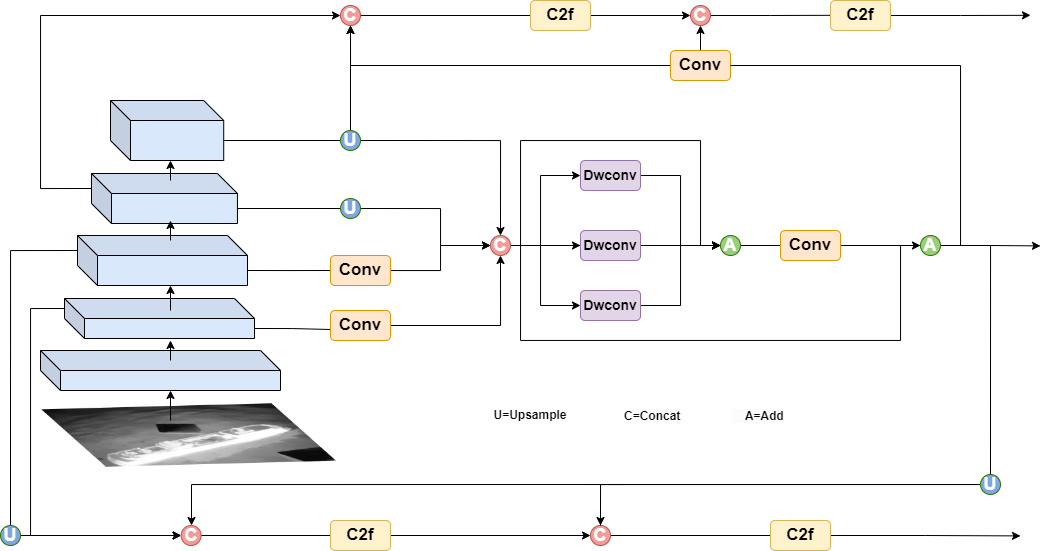 C
C2f
C
C2f
Conv
U
Dwconv
U
C
Dwconv
A
Conv
A
Conv
Dwconv
Conv
U=Upsample
C=Concat
A=Add
U
U
C
C2f
C
C2f